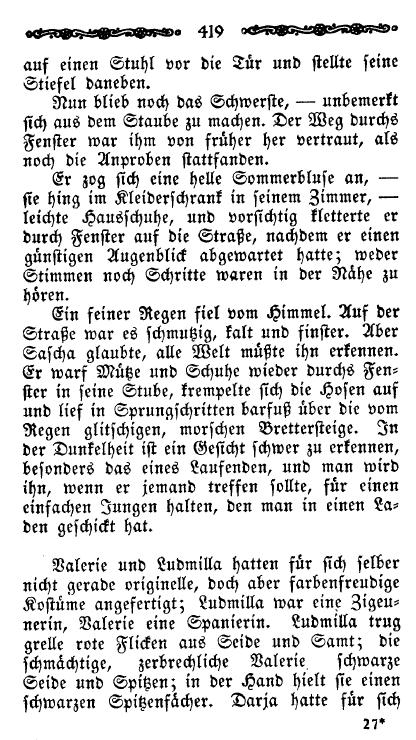 419
auf einen Stuhl vor die Tür und stellte seine
Stiefel daneben.
Nun blieb noch das Schwerste, — unbemerkt
sich aus dem Staube zu machen. Der Weg durchs
Fenster war ihm von früher her vertraut, als
noch die Anproben stattfanden.
Er zog sich eine helle Sommerbluse an, —
sie hing im Kleiderschrank in seinem Zimmer, —
leichte Hausschuhe, und vorsichtig kletterte er
durch Fenster auf die Straße, nachdem er einen
günstigen Augenblick abgewartet hatte; weder
Stimmen noch Schritte waren in der Nähe zu
hören.
Ein feiner Regen fiel vom Himmel. Auf der
Straße war es schmutzig, kalt und finster. Aber
Sascha glaubte, alle Welt müßte ihn erkennen.
Er warf Mütze und Schuhe wieder durchs Fen-
ster in seine Stube, krempelte sich die Hosen auf
und lief in Sprungschritten barfuß über die vom
Regen glitschigen, morschen Brettersteige. In
der Dunkelheit ist ein Gesicht schwer zu erkennen,
besonders das eines Laufenden, und man wird
ihn, wenn er jemand treffen sollte, für einen
einfachen Jungen halten, den man in einen La-
den geschickt hat.
Valerie und Ludmilla hatten für sich selber
nicht gerade originelle, doch aber farbenfreudige
Kostüme angefertigt; Ludmilla war eine Zigeu-
nerin, Valerie eine Spanierin. Ludmilla trug
grelle rote Flicken aus Seide und Samt; die
schmächtige, zerbrechliche Valerie schwarze
Seide und Spitzen; in der Hand hielt sie einen
schwarzen Spitzenfächer. Darja hatte für sich
27*